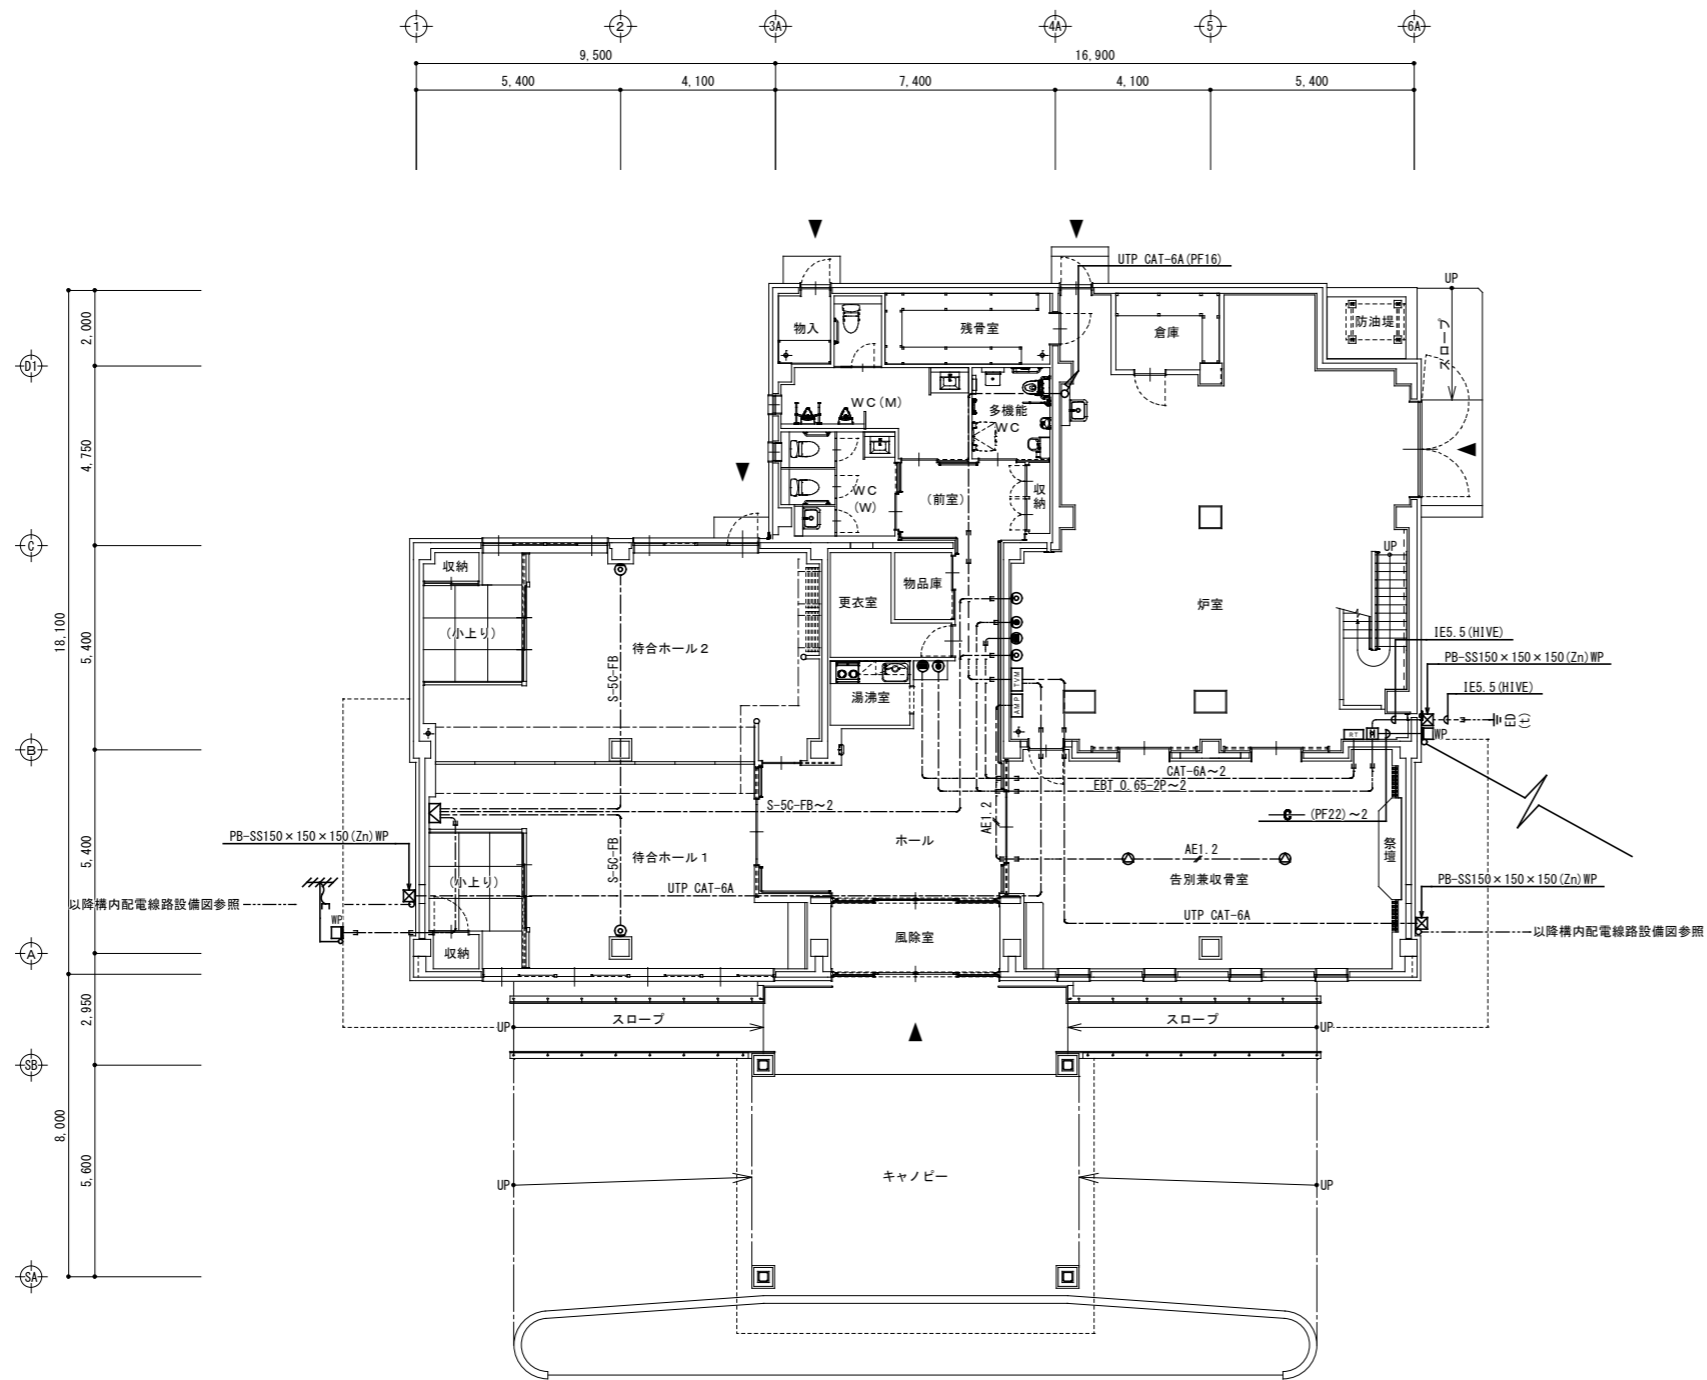 1
2
3A
4A
5
6A
9,500
16,900
5,400
4,100
7,400
4,100
5,400
UTP CAT-6A(PF16)
UP
2,000
物入
残骨室
倉庫
防油堤
スロープ
D1
WC(M)
多機能
WC
4,750
WC
(W)
(前室)
収納
C
収納
UP
物品庫
更衣室
炉室
18,100
5,400
(小上り)
待合ホール2
IE5.5(HIVE)
S-5C-FB
PB-SS150×150×150(Zn)WP
TVM
湯沸室
IE5.5(HIVE)
AMP
ED
(t)
RT
WP
B
CAT-6A~2
EBT 0.65-2P~2
S-5C-FB~2
(PF22)~2
AE1.2
PB-SS150×150×150(Zn)WP
ホール
祭壇
5,400
S-5C-FB
待合ホール1
AE1.2
(小上り)
告別兼収骨室
PB-SS150×150×150(Zn)WP
UTP CAT-6A
以降構内配電線路設備図参照
WP
UTP CAT-6A
以降構内配電線路設備図参照
風除室
A
収納
2,950
UP
スロープ
スロープ
UP
SB
8,000
5,600
キャノピー
UP
UP
SA